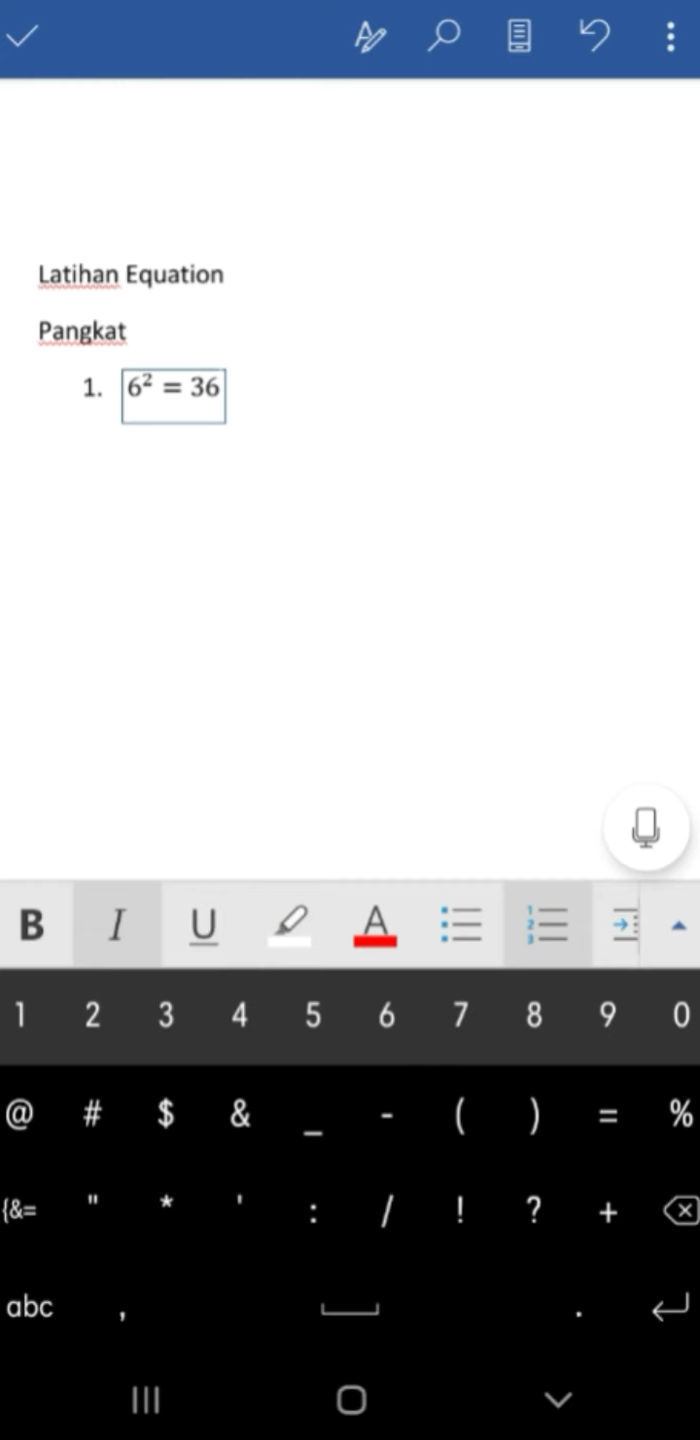 Latihan Equation
Pangkat
1. 6² = 36
B I U A
1 2 3 4 5 6 7 8 9 0
@ # $ & _ - ( ) = %
{&= " * ' : / ! ? +
abc , .